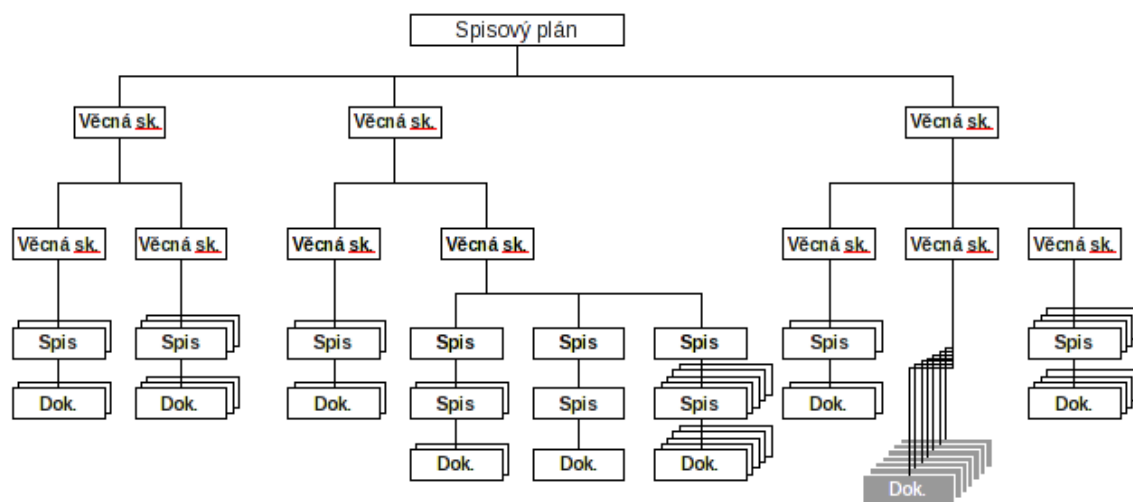 Spisový plán
Věcná sk. Věcná sk. Věcná sk.
Věcná sk. Věcná sk. Věcná sk. Věcná sk. Věcná sk. Věcná sk. Věcná sk.
Spis Spis Spis Spis Spis Spis Spis Spis
Dok. Dok. Dok. Spis Spis Spis Dok. Dok.
Dok. Dok. Dok. Dok.